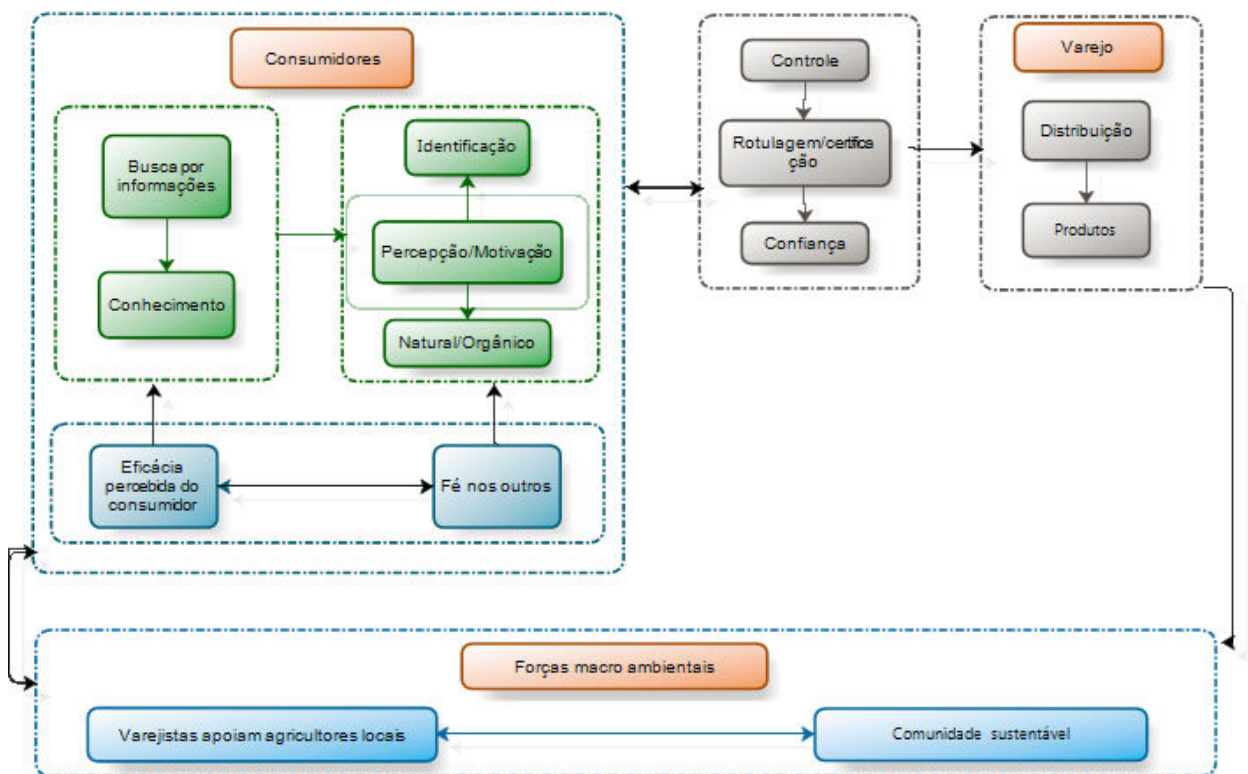 Consumidores
Busca por
informações
Conhecimento
Identificação
Percepção/Motivação
Natural/Orgânico
Eficácia
percebida do
consumidor
Fé nos outros
Controle
Rotulagem/certifica
ção
Confiança
Varejo
Distribuição
Produtos
Forças macro ambientais
Varejistas apoiam agricultores locais
Comunidade sustentável